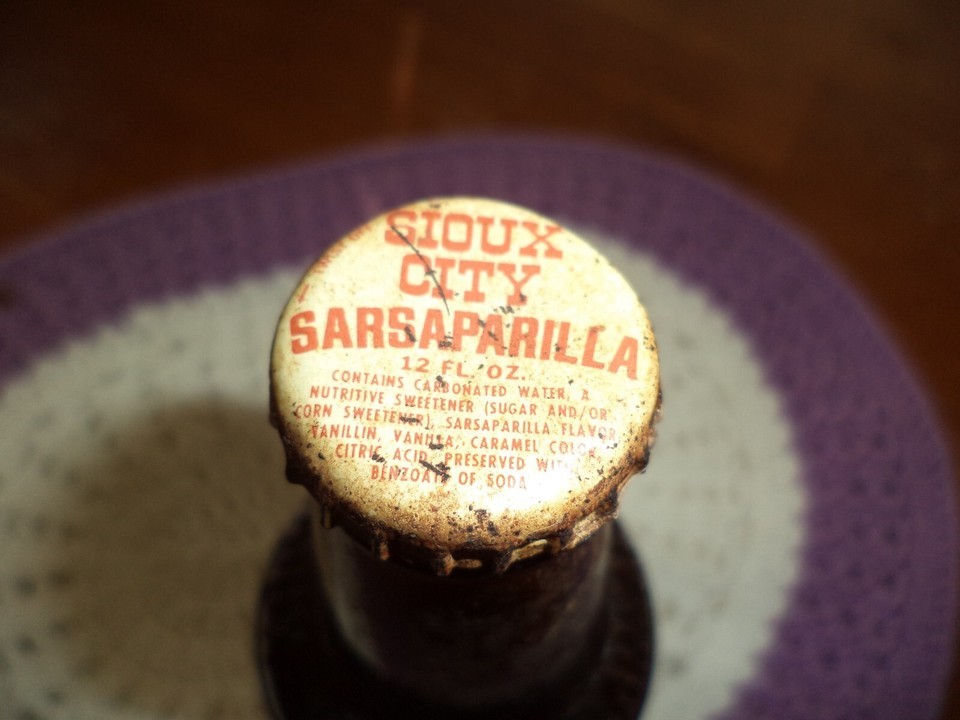 SIOUX
CITY
SARSAPARILLA
12 FL. OZ.
CONTAINS CARBONATED WATER, A
NUTRITIVE SWEETENER (SUGAR AND/OR
CORN SWEETENER), SARSAPARILLA FLAVOR,
VANILLIN, VANILLA, CARAMEL COLOR,
CITRIC ACID, PRESERVED WITH
BENZOATE OF SODA